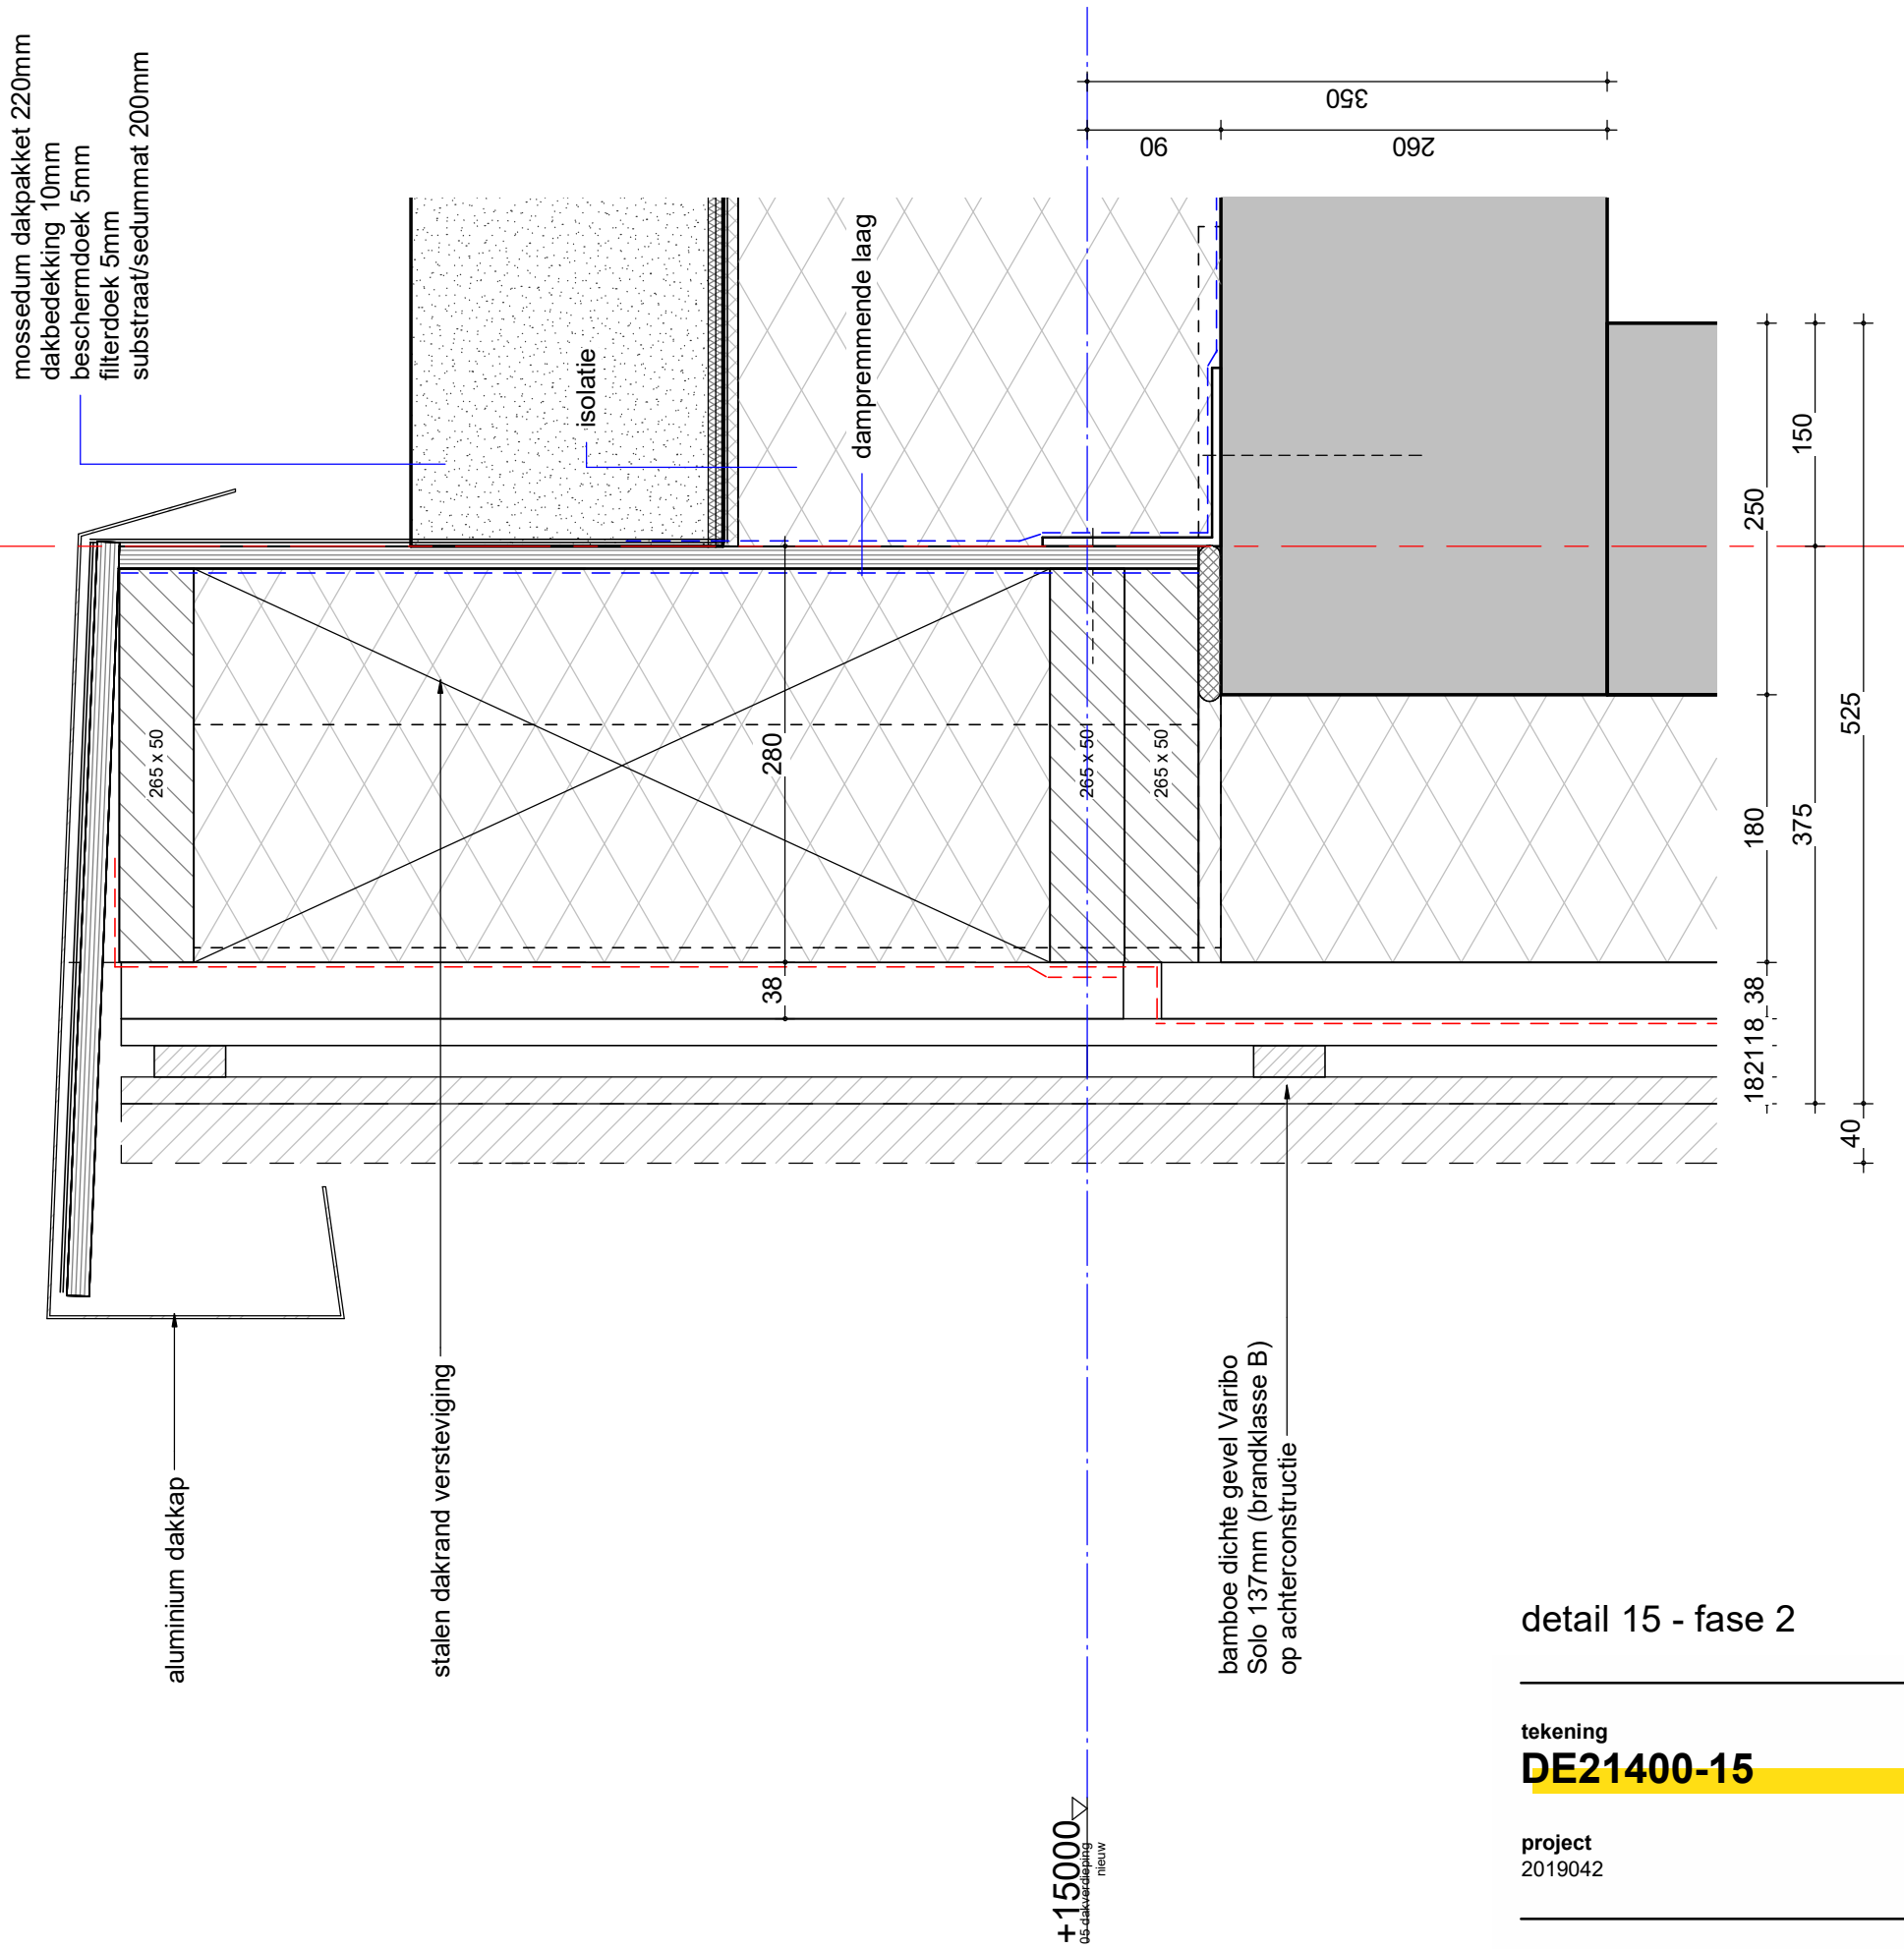 mossedum dakpakket 220mm
dakbedekking 10mm
beschermdoek 5mm
filterdoek 5mm
substraat/sedummat 200mm
isolatie
dampremmende laag
350
90
260
265 x 50
280
265 x 50
265 x 50
38
250
150
525
180
375
38
18
21
18
40
aluminium dakkap
stalen dakrand versteviging
bamboe dichte gevel Varibo
Solo 137mm (brandklasse B)
op achterconstructie
+15000
05 dakverdieping
nieuw
detail 15 - fase 2
tekening
DE21400-15
project
2019042